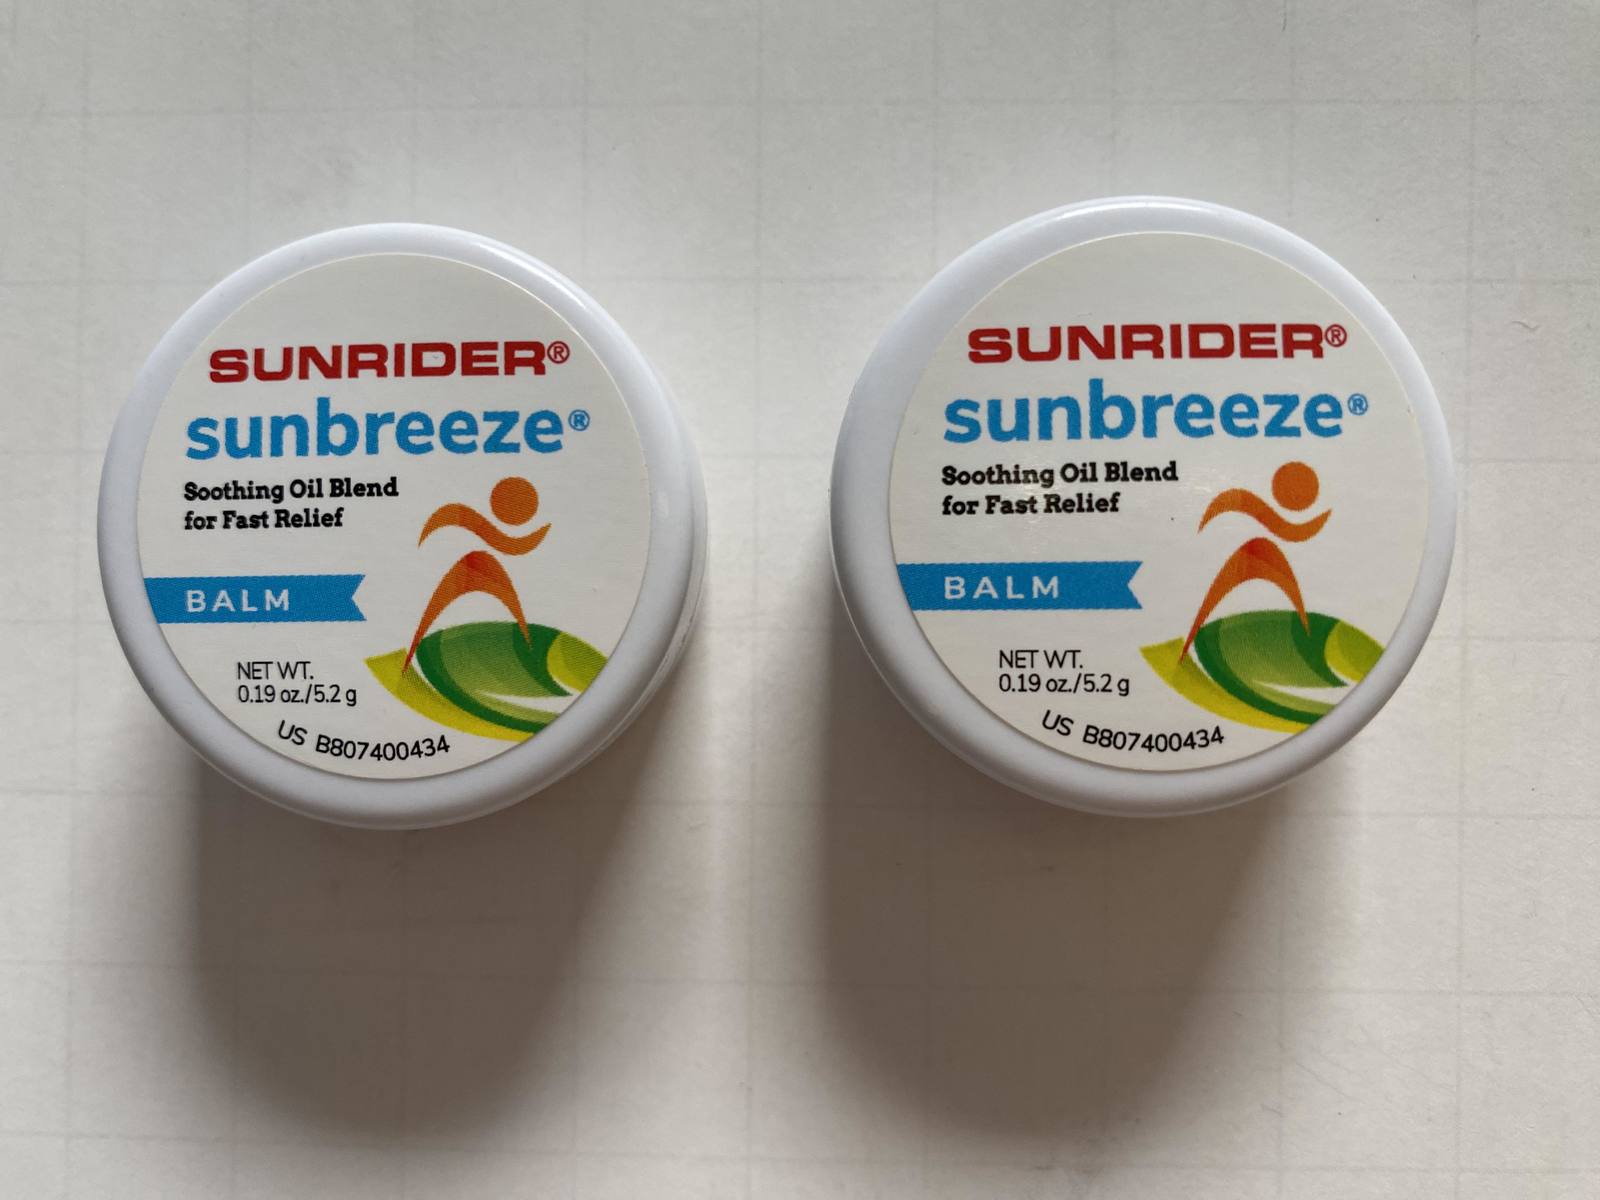 SUNRIDER®
sunbreeze®
Soothing Oil Blend
for Fast Relief
BALM
NET WT.
0.19 oz./5.2 g
US B807400434
SUNRIDER®
sunbreeze®
Soothing Oil Blend
for Fast Relief
BALM
NET WT.
0.19 oz./5.2 g
US B807400434